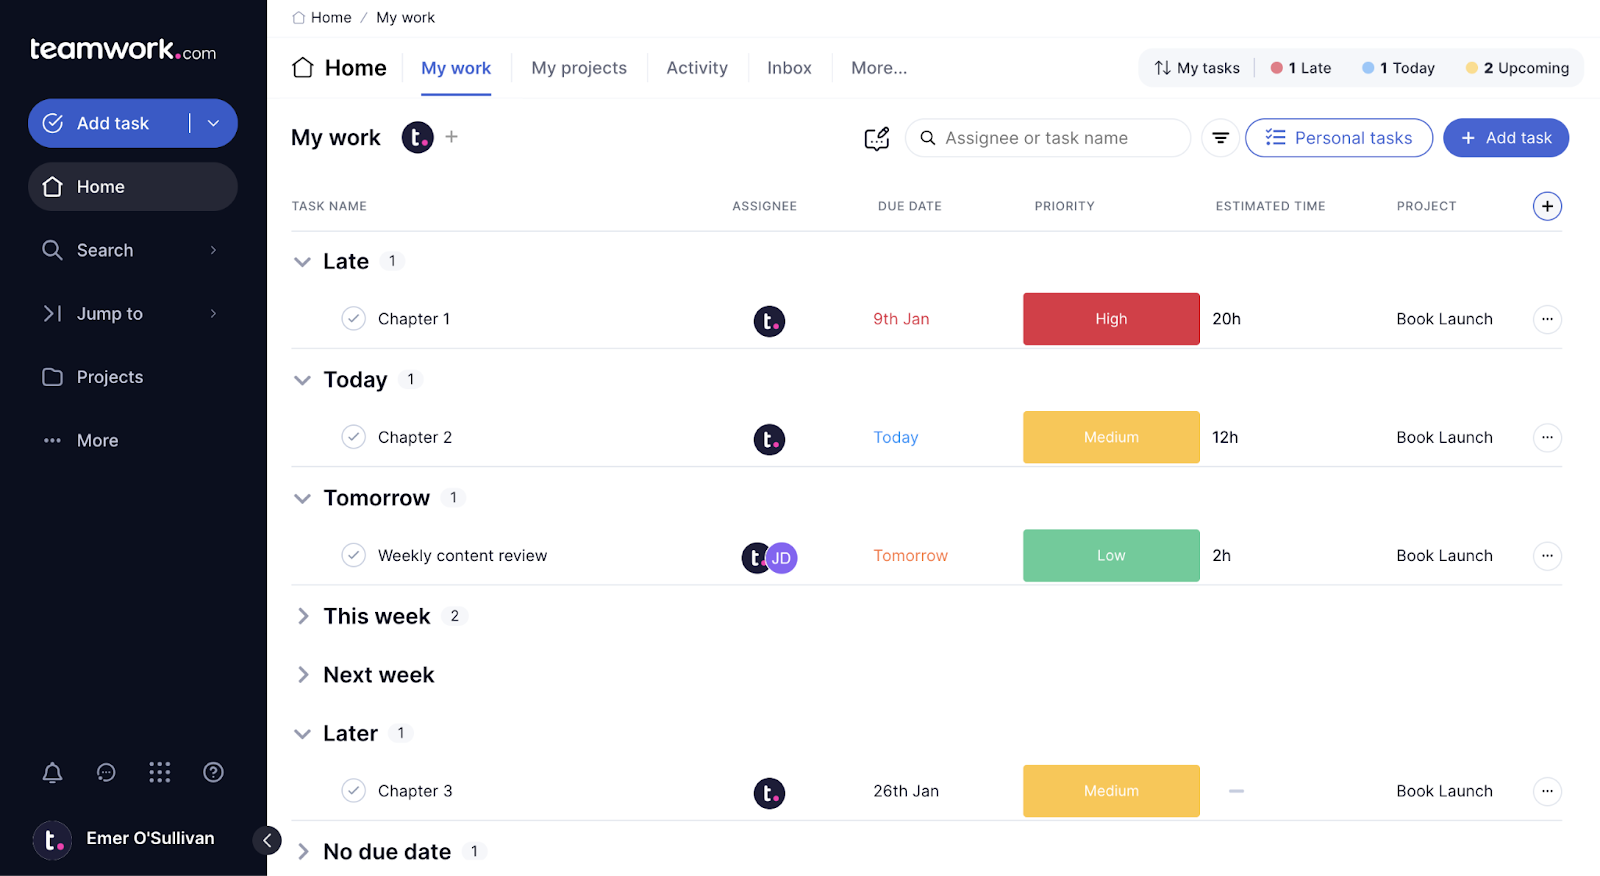 teamwork.com
Add task
Home
Search
Jump to
Projects
More
Emer O'Sullivan
Home / My work
Home
My work
My projects
Activity
Inbox
More...
My tasks
1 Late
1 Today
2 Upcoming
My work
t.
Assignee or task name
Personal tasks
Add task
TASK NAME ASSIGNEE DUE DATE PRIORITY ESTIMATED TIME PROJECT
Late 1
Chapter 1 t. 9th Jan High 20h Book Launch
Today 1
Chapter 2 t. Today Medium 12h Book Launch
Tomorrow 1
Weekly content review t. JD Tomorrow Low 2h Book Launch
This week 2
Next week
Later 1
Chapter 3 t. 26th Jan Medium — Book Launch
No due date 1
t.